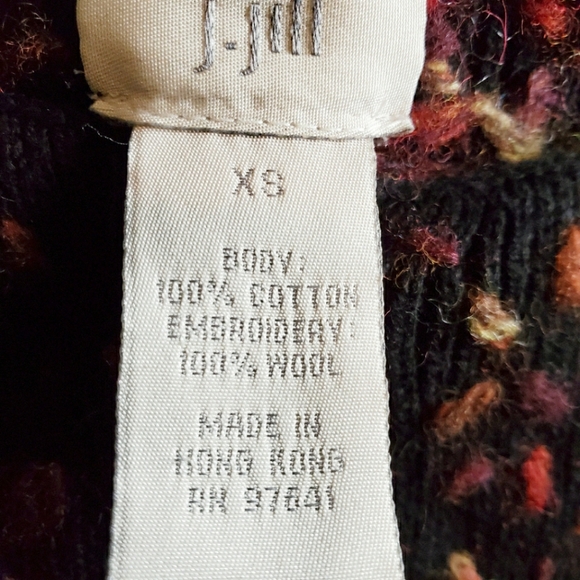 J.Jill
XS
BODY:
100% COTTON
EMBROIDERY:
100% WOOL
MADE IN
HONG KONG
RN 97641